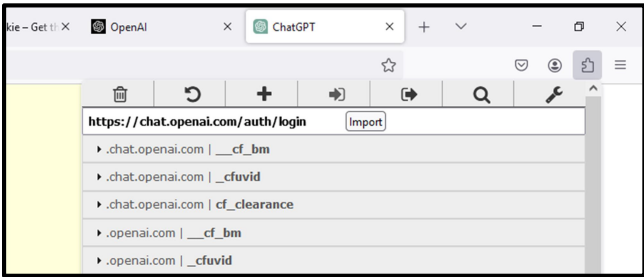 kie – Get th OpenAI ChatGPT
https://chat.openai.com/auth/login Import
.chat.openai.com | __cf_bm
.chat.openai.com | _cfuvid
.chat.openai.com | cf_clearance
.openai.com | __cf_bm
.openai.com | _cfuvid